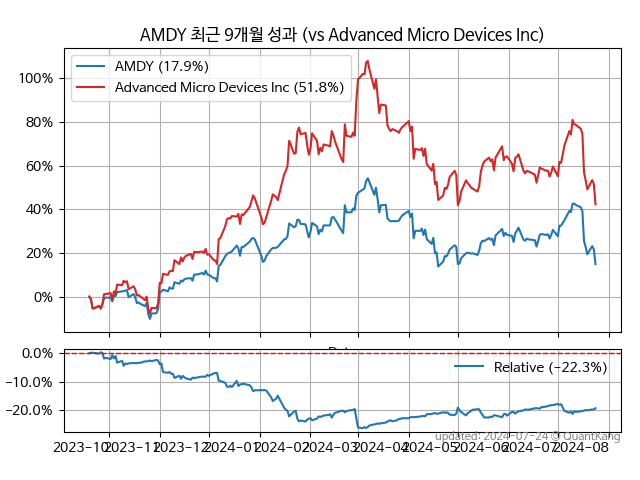 AMDY 최근 9개월 성과 (vs Advanced Micro Devices Inc)
AMDY (17.9%)
Advanced Micro Devices Inc (51.8%)
100%
80%
60%
40%
20%
0%
0.0%
Relative (−22.3%)
−10.0%
−20.0%
updated: 2024-07-24 © QuantKang
2023-10 2023-11 2023-12 2024-01 2024-02 2024-03 2024-04 2024-05 2024-06 2024-07 2024-08